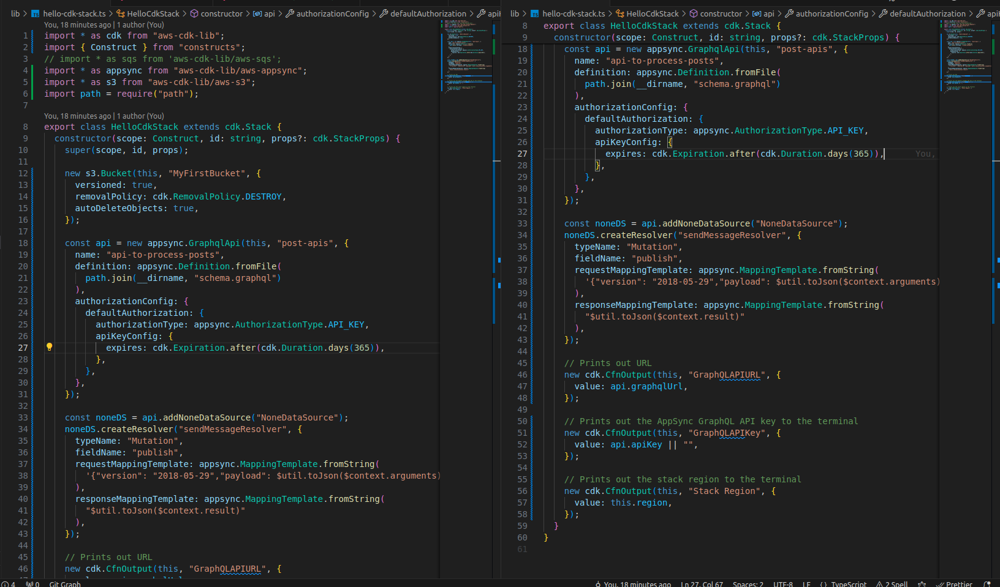 lib > TS hello-cdk-stack.ts > HelloCdkStack > constructor > api > authorizationConfig > defaultAuthorization >
You, 18 minutes ago | 1 author (You)
1 import * as cdk from "aws-cdk-lib";
2 import { Construct } from "constructs";
3 // import * as sqs from 'aws-cdk-lib/aws-sqs';
4 import * as appsync from "aws-cdk-lib/aws-appsync";
5 import * as s3 from "aws-cdk-lib/aws-s3";
6 import path = require("path");
7
You, 18 minutes ago | 1 author (You)
8 export class HelloCdkStack extends cdk.Stack {
9 constructor(scope: Construct, id: string, props?: cdk.StackProps) {
10 super(scope, id, props);
11
12 new s3.Bucket(this, "MyFirstBucket", {
13 versioned: true,
14 removalPolicy: cdk.RemovalPolicy.DESTROY,
15 autoDeleteObjects: true,
16 });
17
18 const api = new appsync.GraphqlApi(this, "post-apis", {
19 name: "api-to-process-posts",
20 definition: appsync.Definition.fromFile(
21 path.join(__dirname, "schema.graphql")
22 ),
23 authorizationConfig: {
24 defaultAuthorization: {
25 authorizationType: appsync.AuthorizationType.API_KEY,
26 apiKeyConfig: {
27 expires: cdk.Expiration.after(cdk.Duration.days(365)),
28 },
29 },
30 },
31 });
32
33 const noneDS = api.addNoneDataSource("NoneDataSource");
34 noneDS.createResolver("sendMessageResolver", {
35 typeName: "Mutation",
36 fieldName: "publish",
37 requestMappingTemplate: appsync.MappingTemplate.fromString(
38 '{"version": "2018-05-29","payload": $util.toJson($context.arguments)
39 ),
40 responseMappingTemplate: appsync.MappingTemplate.fromString(
41 "$util.toJson($context.result)"
42 ),
43 });
44
45 // Prints out URL
46 new cdk.CfnOutput(this, "GraphQLAPIURL", {
lib > TS hello-cdk-stack.ts > HelloCdkStack > constructor > api > authorizationConfig > defaultAuthorization >
8 export class HelloCdkStack extends cdk.Stack {
9 constructor(scope: Construct, id: string, props?: cdk.StackProps) {
18 const api = new appsync.GraphqlApi(this, "post-apis", {
19 name: "api-to-process-posts",
20 definition: appsync.Definition.fromFile(
21 path.join(__dirname, "schema.graphql")
22 ),
23 authorizationConfig: {
24 defaultAuthorization: {
25 authorizationType: appsync.AuthorizationType.API_KEY,
26 apiKeyConfig: {
27 expires: cdk.Expiration.after(cdk.Duration.days(365)), You,
28 },
29 },
30 },
31 });
32
33 const noneDS = api.addNoneDataSource("NoneDataSource");
34 noneDS.createResolver("sendMessageResolver", {
35 typeName: "Mutation",
36 fieldName: "publish",
37 requestMappingTemplate: appsync.MappingTemplate.fromString(
38 '{"version": "2018-05-29","payload": $util.toJson($context.arguments)
39 ),
40 responseMappingTemplate: appsync.MappingTemplate.fromString(
41 "$util.toJson($context.result)"
42 ),
43 });
44
45 // Prints out URL
46 new cdk.CfnOutput(this, "GraphQLAPIURL", {
47 value: api.graphqlUrl,
48 });
49
50 // Prints out the AppSync GraphQL API key to the terminal
51 new cdk.CfnOutput(this, "GraphQLAPIKey", {
52 value: api.apiKey || "",
53 });
54
55 // Prints out the stack region to the terminal
56 new cdk.CfnOutput(this, "Stack Region", {
57 value: this.region,
58 });
59 }
60 }
61
4 0 Git Graph You, 18 minutes ago Ln 27, Col 67 Spaces: 2 UTF-8 LF { } TypeScript 2 Spell Prettier